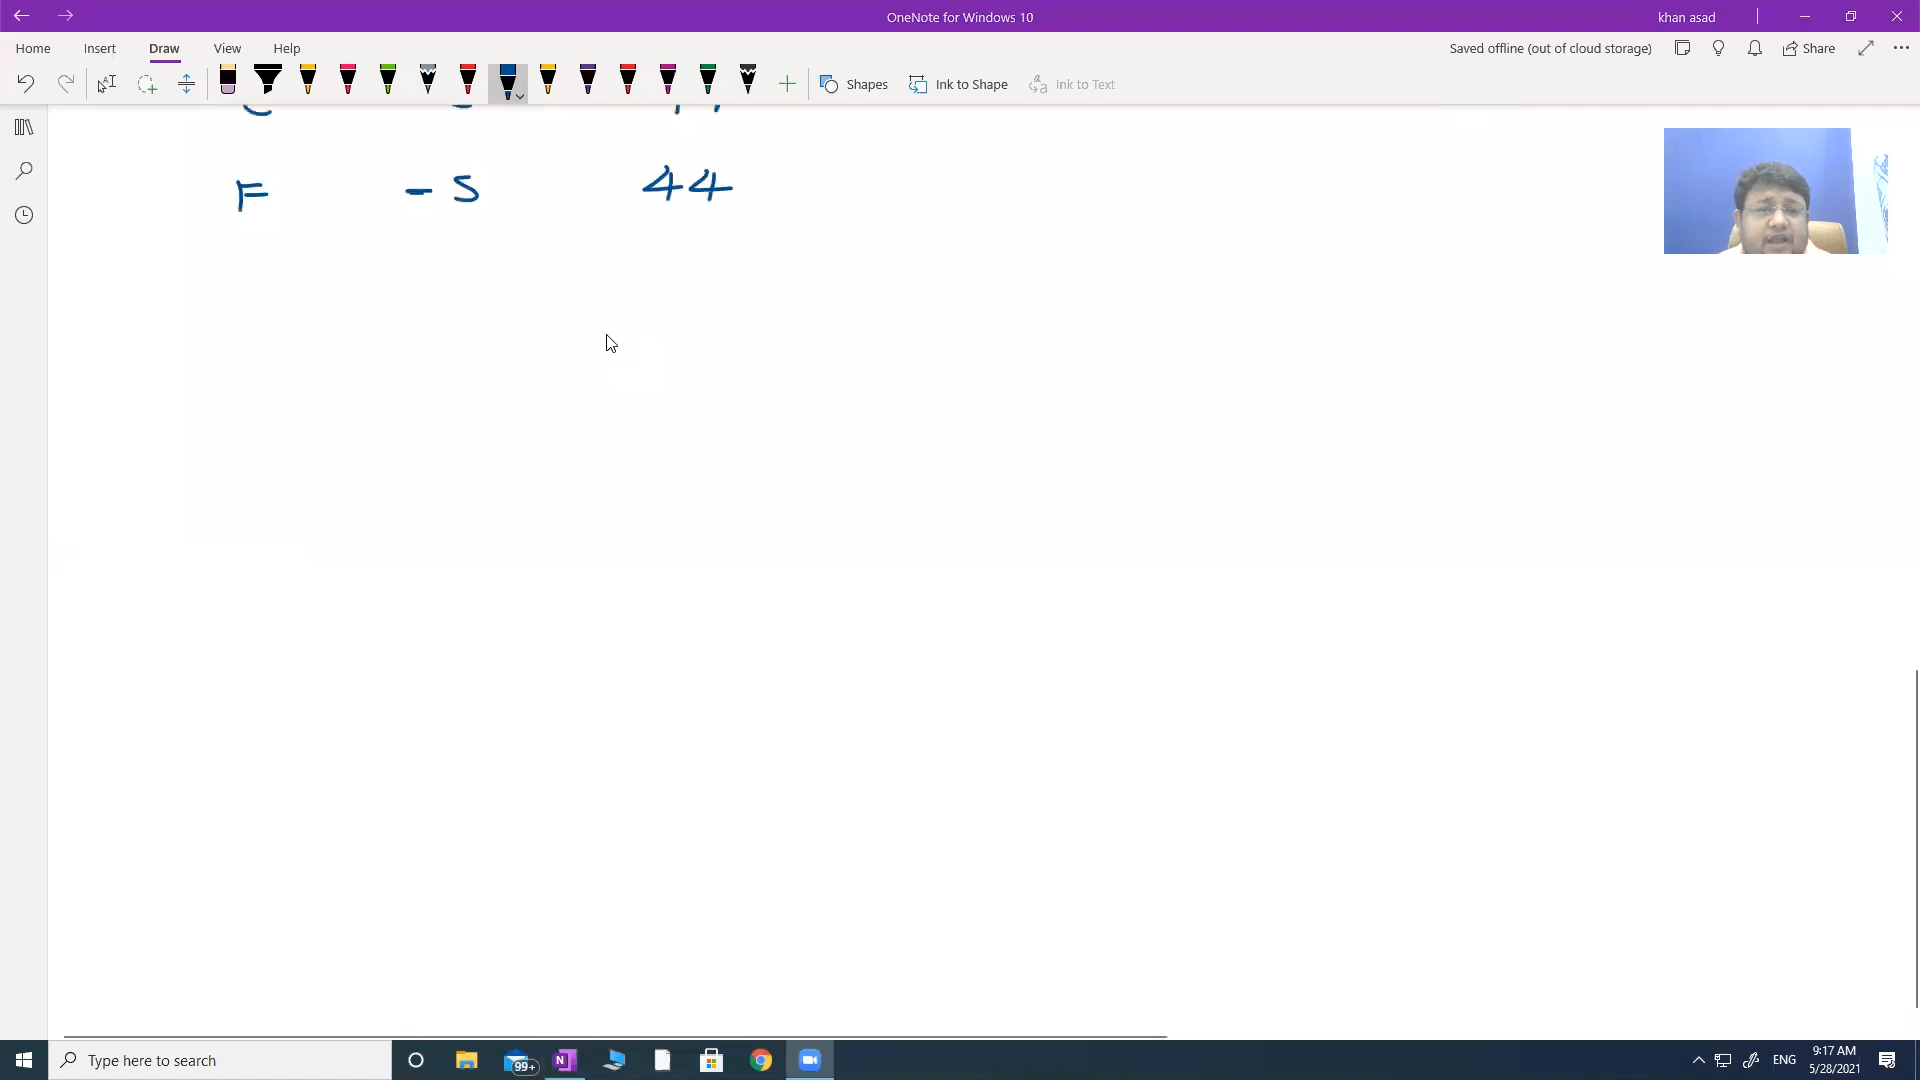 OneNote for Windows 10
khan asad
Home Insert Draw View Help
Saved offline (out of cloud storage)
Share
Shapes
Ink to Shape
Ink to Text
F - S 44
Type here to search
99+
N
ENG
9:17 AM
5/28/2021